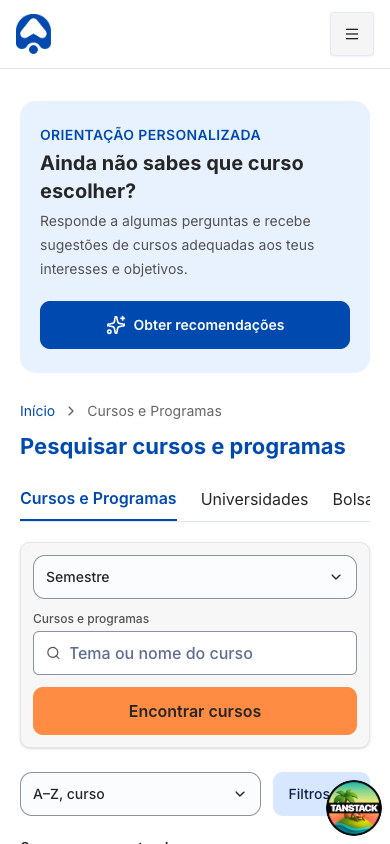 ORIENTAÇÃO PERSONALIZADA
Ainda não sabes que curso
escolher?
Responde a algumas perguntas e recebe
sugestões de cursos adequadas aos teus
interesses e objetivos.
Obter recomendações
Início > Cursos e Programas
Pesquisar cursos e programas
Cursos e Programas Universidades Bolsa
Semestre
Cursos e programas
Tema ou nome do curso
Encontrar cursos
A–Z, curso Filtros
TANSTACK